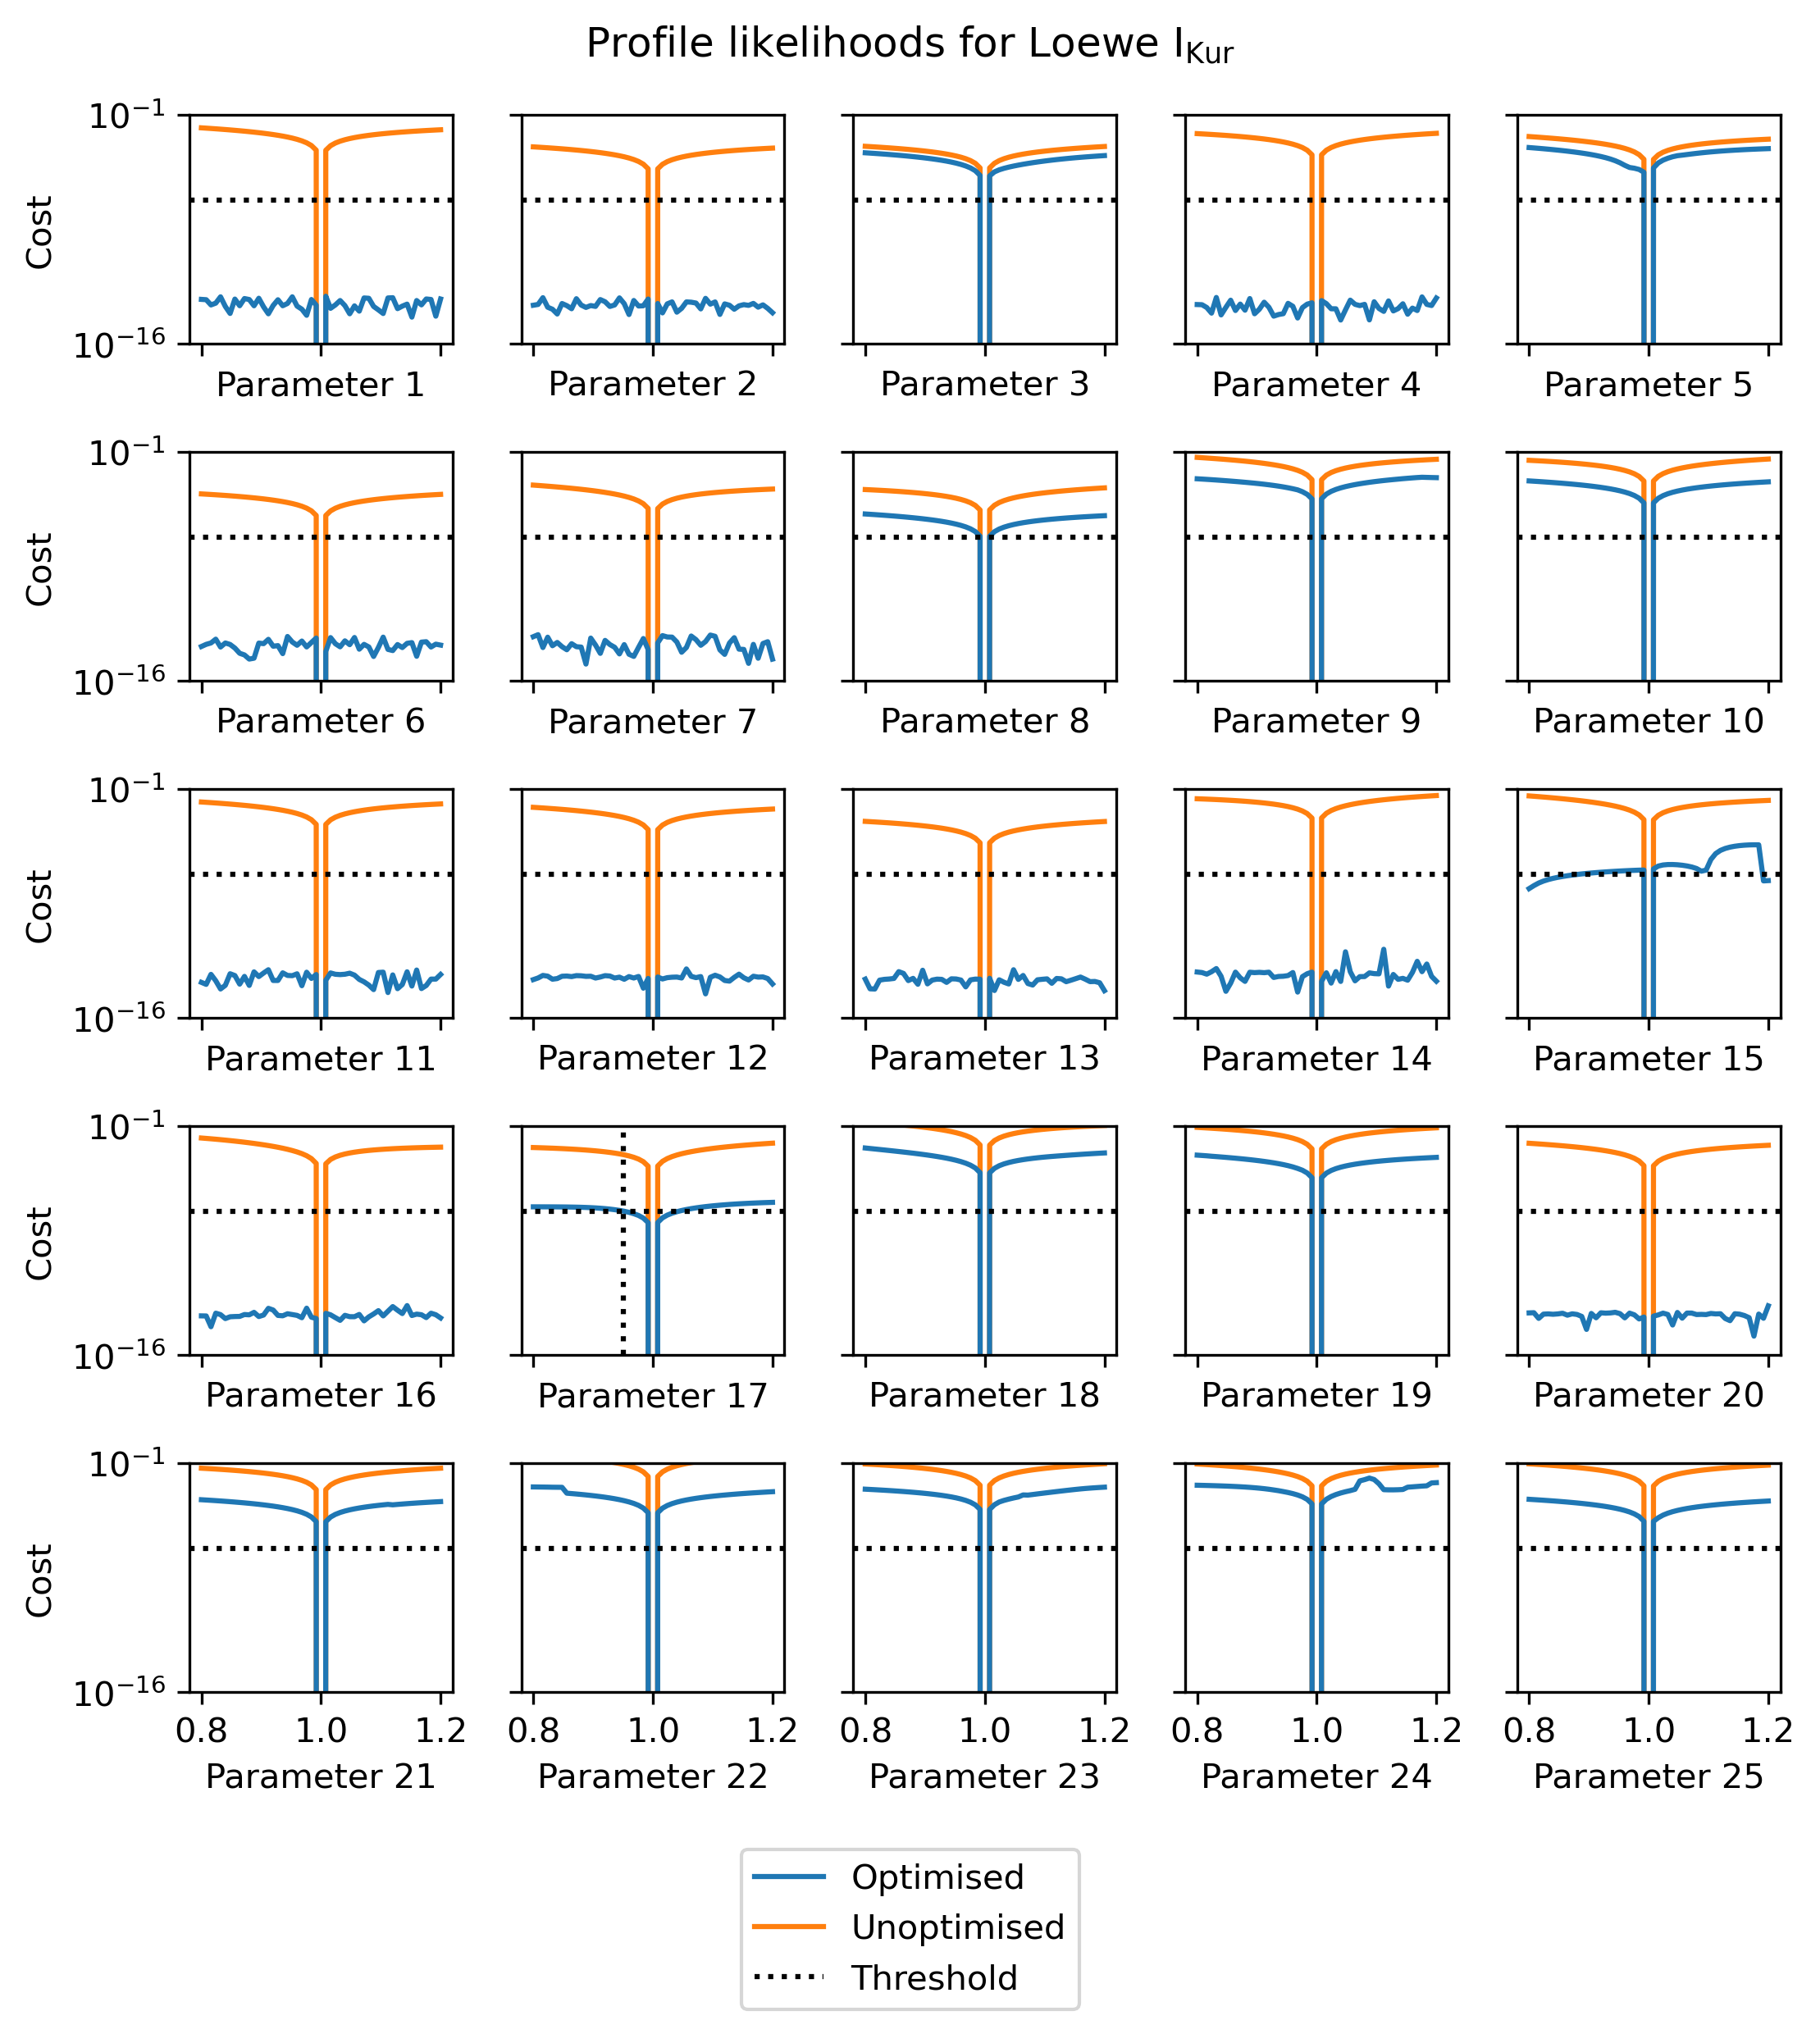 Profile likelihoods for Loewe I_Kur
10^−1
Cost
10^−16
Parameter 1 Parameter 2 Parameter 3 Parameter 4 Parameter 5
10^−1
Cost
10^−16
Parameter 6 Parameter 7 Parameter 8 Parameter 9 Parameter 10
10^−1
Cost
10^−16
Parameter 11 Parameter 12 Parameter 13 Parameter 14 Parameter 15
10^−1
Cost
10^−16
Parameter 16 Parameter 17 Parameter 18 Parameter 19 Parameter 20
10^−1
Cost
10^−16
0.8 1.0 1.2 0.8 1.0 1.2 0.8 1.0 1.2 0.8 1.0 1.2 0.8 1.0 1.2
Parameter 21 Parameter 22 Parameter 23 Parameter 24 Parameter 25
Optimised
Unoptimised
Threshold